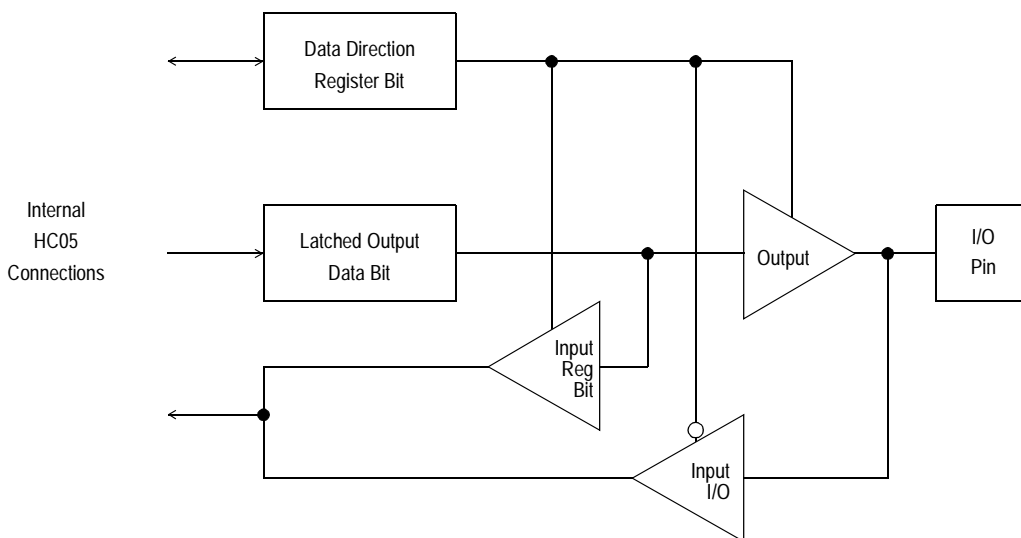 Data Direction
Register Bit
Internal
HC05
Connections
Latched Output
Data Bit
Output
I/O
Pin
Input
Reg
Bit
Input
I/O